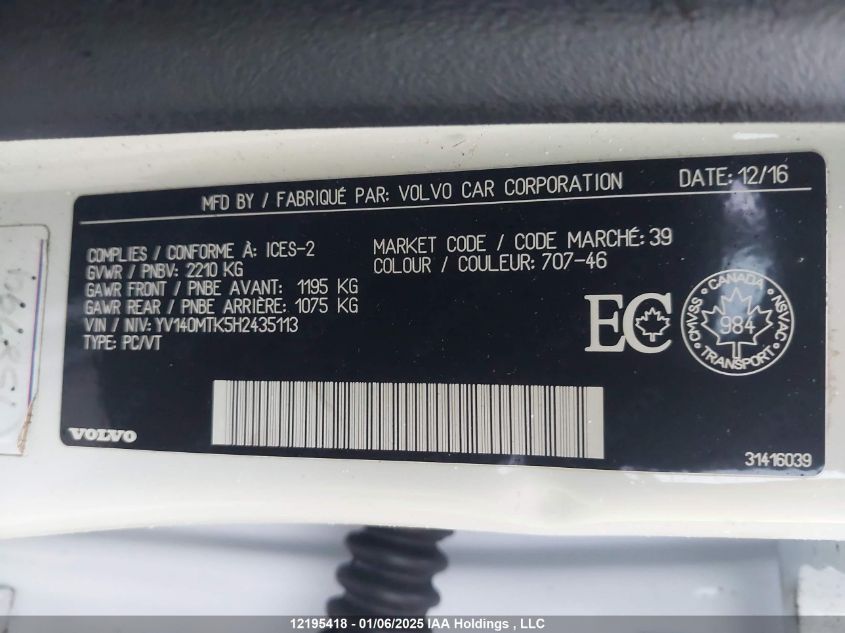 MFD BY / FABRIQUÉ PAR: VOLVO CAR CORPORATION DATE: 12/16
COMPLIES / CONFORME À: ICES-2
GVWR / PNBV: 2210 KG
GAWR FRONT / PNBE AVANT: 1195 KG
GAWR REAR / PNBE ARRIÈRE: 1075 KG
VIN / NIV: YV140MTK5H2435113
TYPE: PC/VT
MARKET CODE / CODE MARCHÉ: 39
COLOUR / COULEUR: 707-46
EC
CANADA
CMVSS 984 NSVAC
TRANSPORT
VOLVO
31416039
12195418 - 01/06/2025 IAA Holdings , LLC